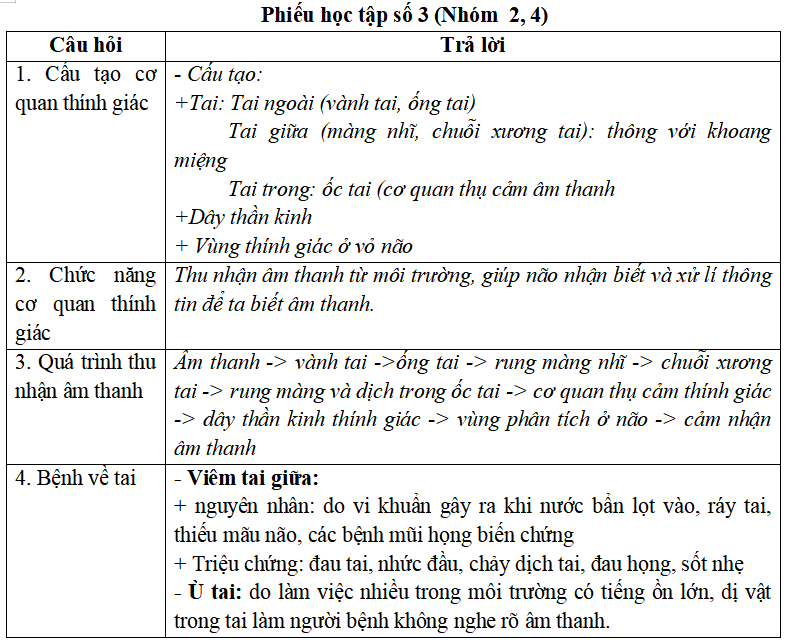 Phiếu học tập số 3 (Nhóm  2, 4)
Câu hỏi
Trả lời
1. Cấu tạo cơ
quan thính giác
- Cấu tạo:
+Tai: Tai ngoài (vành tai, ống tai)
Tai giữa (màng nhĩ, chuỗi xương tai): thông với khoang
miệng
Tai trong: ốc tai (cơ quan thụ cảm âm thanh
+Dây thần kinh
+ Vùng thính giác ở vỏ não
2. Chức năng
cơ quan thính
giác
Thu nhận âm thanh từ môi trường, giúp não nhận biết và xử lí thông
tin để ta biết âm thanh.
3. Quá trình thu
nhận âm thanh
Âm thanh -> vành tai ->ống tai -> rung màng nhĩ -> chuỗi xương
tai -> rung màng và dịch trong ốc tai -> cơ quan thụ cảm thính giác
-> dây thần kinh thính giác -> vùng phân tích ở não -> cảm nhận
âm thanh
4. Bệnh về tai
- Viêm tai giữa:
+ nguyên nhân: do vi khuẩn gây ra khi nước bẩn lọt vào, ráy tai,
thiếu mãu não, các bệnh mũi họng biến chứng
+ Triệu chứng: đau tai, nhức đầu, chảy dịch tai, đau họng, sốt nhẹ
- Ù tai: do làm việc nhiều trong môi trường có tiếng ồn lớn, dị vật
trong tai làm người bệnh không nghe rõ âm thanh.